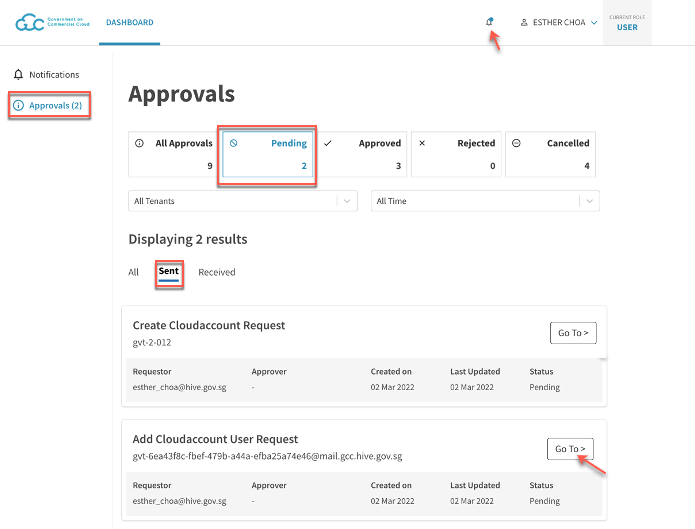 GCC Government on
Commercial Cloud
DASHBOARD
ESTHER CHOA
CURRENT ROLE
USER
Notifications
Approvals (2)
Approvals
All Approvals
9
Pending
2
Approved
3
Rejected
0
Cancelled
4
All Tenants
All Time
Displaying 2 results
All Sent Received
Create Cloudaccount Request
gvt-2-012
Go To >
Requestor Approver Created on Last Updated Status
esther_choa@hive.gov.sg - 02 Mar 2022 02 Mar 2022 Pending
Add Cloudaccount User Request
gvt-6ea43f8c-fbef-479b-a44a-efba25a74e46@mail.gcc.hive.gov.sg
Go To >
Requestor Approver Created on Last Updated Status
esther_choa@hive.gov.sg - 02 Mar 2022 02 Mar 2022 Pending